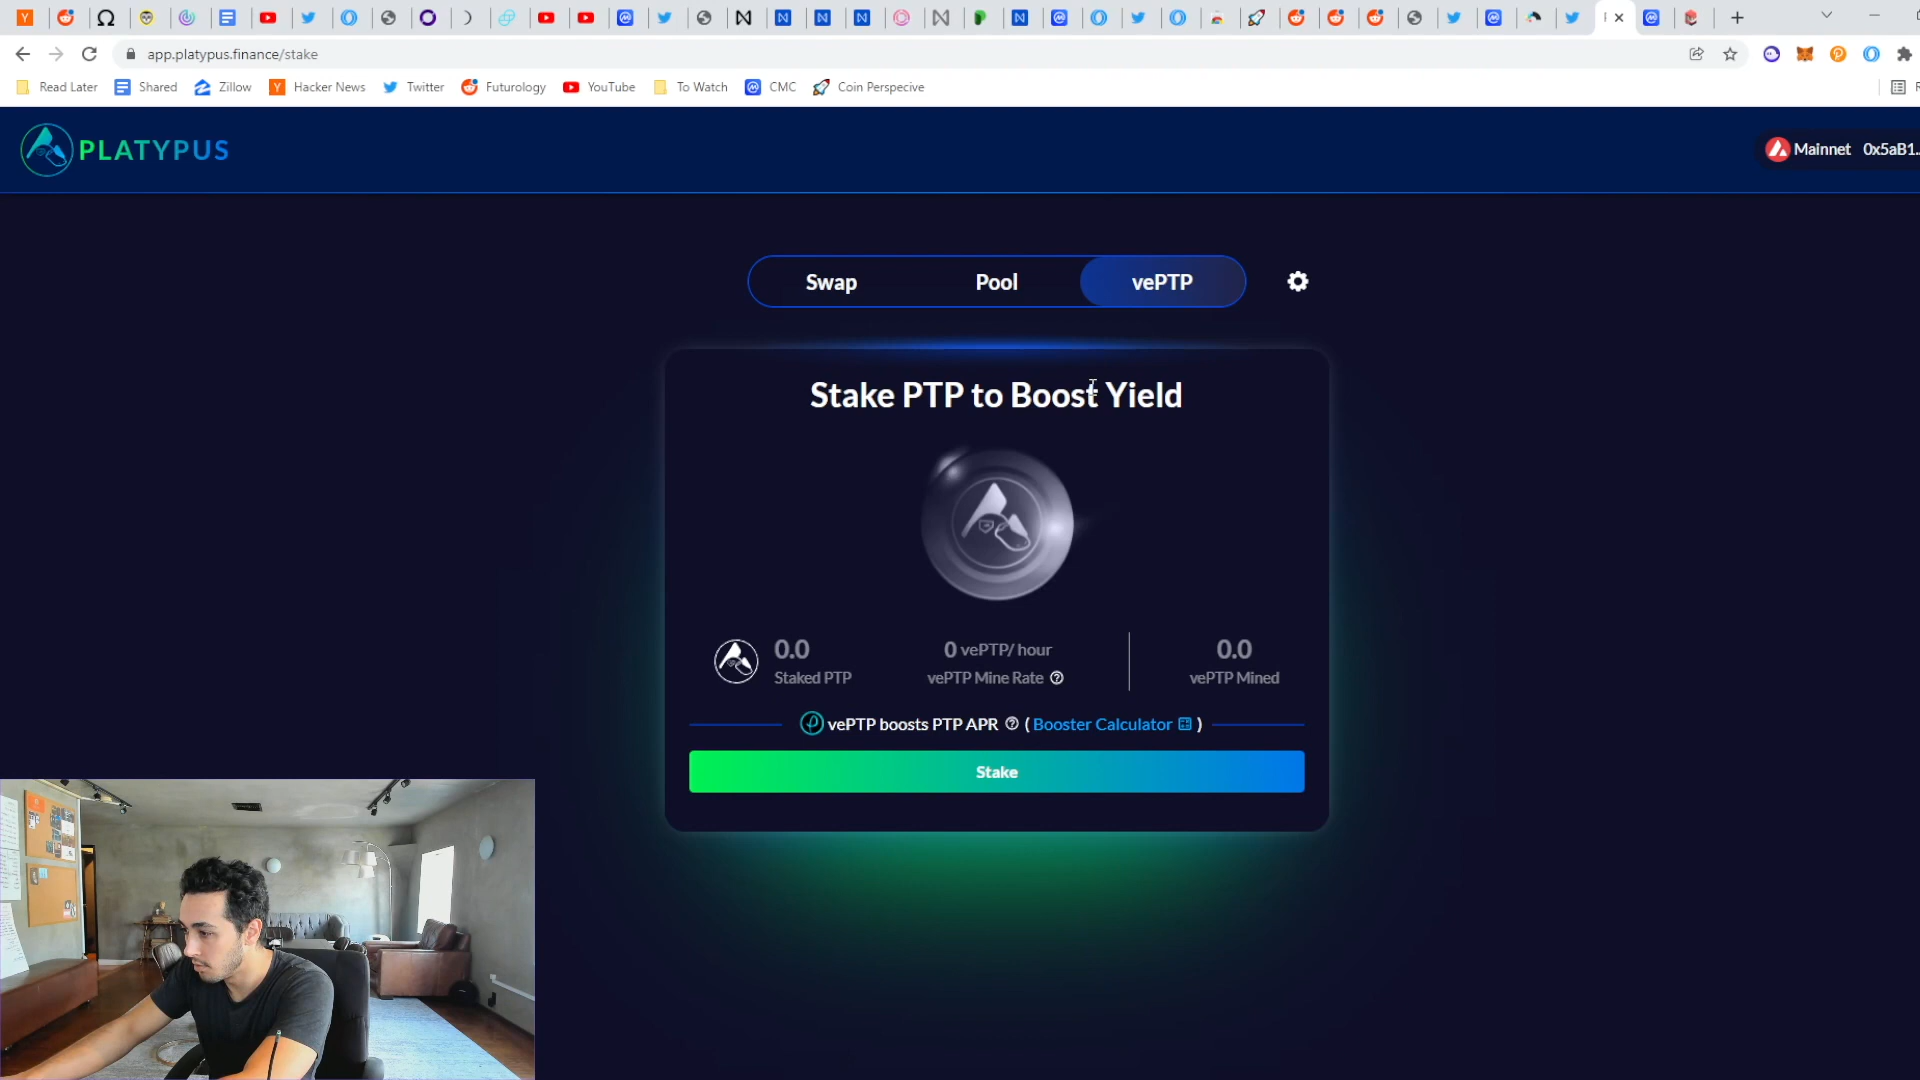 app.platypus.finance/stake
Read Later Shared Zillow Hacker News Twitter Futurology YouTube To Watch CMC Coin Perspecive
PLATYPUS
Mainnet 0x5aB1..
Swap Pool vePTP
Stake PTP to Boost Yield
0.0 0 vePTP/ hour 0.0
Staked PTP vePTP Mine Rate vePTP Mined
vePTP boosts PTP APR ( Booster Calculator )
Stake